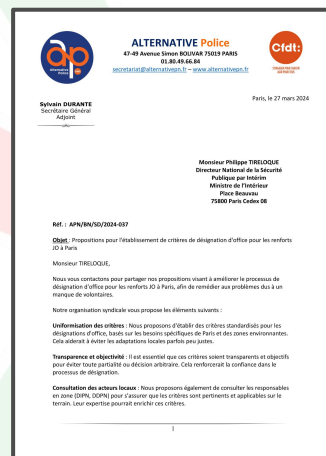 ap
Alternative
Police
ALTERNATIVE Police
47-49 Avenue Simon BOLIVAR 75019 PARIS
01.80.49.66.84
secretariat@alternativepn.fr – www.alternativepn.fr
Cfdt:
Sylvain DURANTE
Secrétaire Général
Adjoint
Paris, le 27 mars 2024
Monsieur Philippe TIRELOQUE
Directeur National de la Sécurité
Publique par Intérim
Ministre de l'Intérieur
Place Beauvau
75800 Paris Cedex 08
Réf. : APN/BN/SD/2024-037
Objet : Propositions pour l'établissement de critères de désignation d'office pour les renforts
JO à Paris
Monsieur TIRELOQUE,
Nous vous contactons pour partager nos propositions visant à améliorer le processus de
désignation d'office pour les renforts JO à Paris, afin de remédier aux problèmes dus à un
manque de volontaires.
Notre organisation syndicale vous propose les éléments suivants :
Uniformisation des critères : Nous proposons d'établir des critères standardisés pour les
désignations d'office, basés sur les besoins spécifiques de Paris et des zones environnantes.
Cela aiderait à éviter les adaptations locales parfois peu justes.
Transparence et objectivité : Il est essentiel que ces critères soient transparents et objectifs
pour éviter toute partialité ou décision arbitraire. Cela renforcerait la confiance dans le
processus de désignation.
Consultation des acteurs locaux : Nous proposons également de consulter les responsables
en zone (DIPN, DDPN) pour s'assurer que les critères sont pertinents et applicables sur le
terrain. Leur expertise pourrait enrichir ces critères.
1